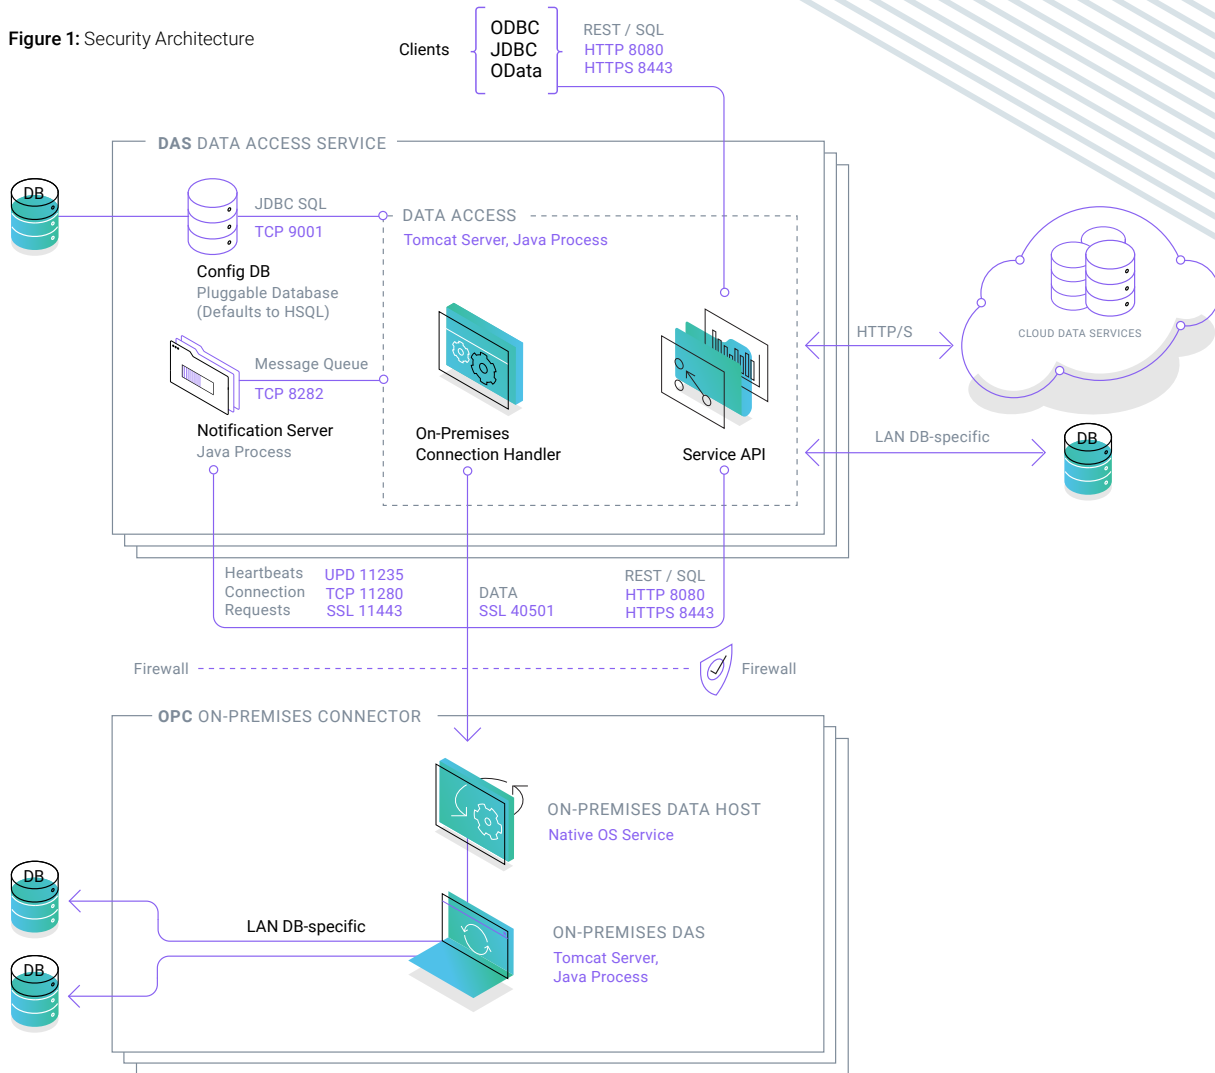 Figure 1: Security Architecture
Clients
ODBC
JDBC
OData
REST / SQL
HTTP 8080
HTTPS 8443
DAS DATA ACCESS SERVICE
DB
JDBC SQL
TCP 9001
Config DB
Pluggable Database
(Defaults to HSQL)
DATA ACCESS
Tomcat Server, Java Process
Message Queue
TCP 8282
Notification Server
Java Process
On-Premises
Connection Handler
Service API
HTTP/S
CLOUD DATA SERVICES
LAN DB-specific
DB
Heartbeats
Connection
Requests
UPD 11235
TCP 11280
SSL 11443
DATA
SSL 40501
REST / SQL
HTTP 8080
HTTPS 8443
Firewall
Firewall
OPC ON-PREMISES CONNECTOR
ON-PREMISES DATA HOST
Native OS Service
DB
LAN DB-specific
ON-PREMISES DAS
Tomcat Server,
Java Process
DB